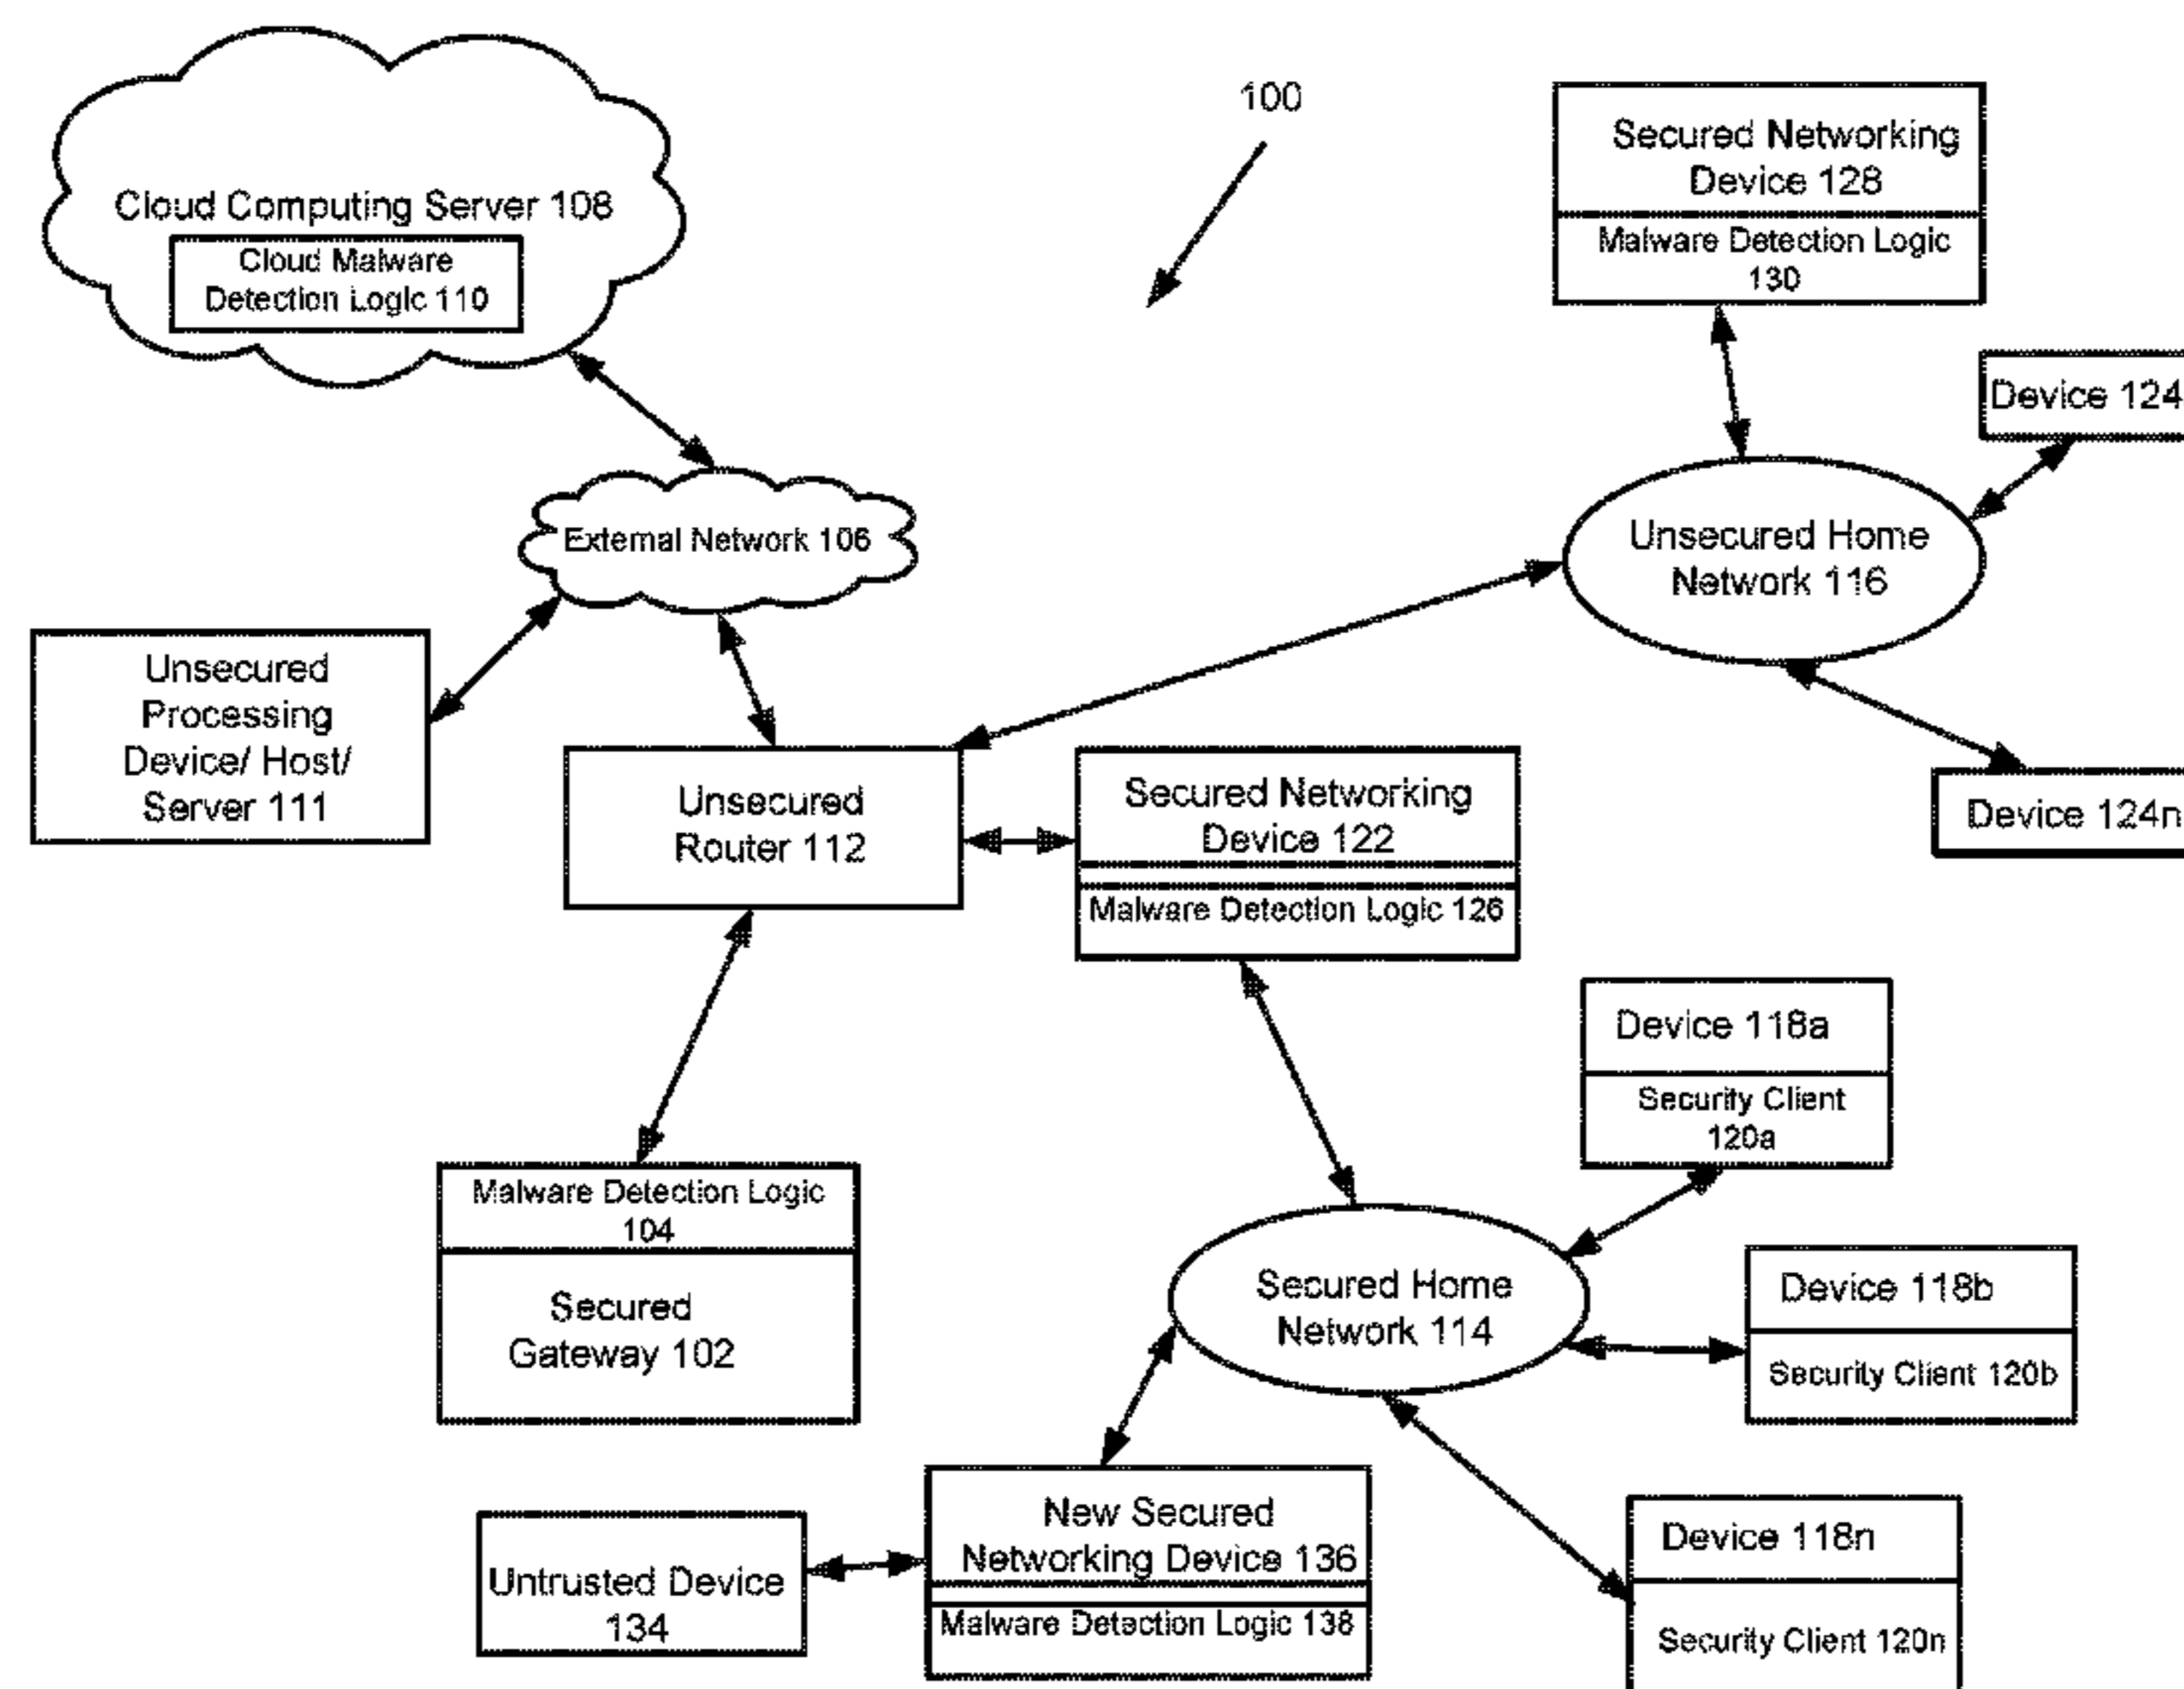 100
Cloud Computing Server 108
Cloud Malware
Detection Logic 110
Secured Networking
Device 128
Malware Detection Logic
130
Device 124
External Network 106
Unsecured Home
Network 116
Unsecured
Processing
Device/ Host/
Server 111
Unsecured
Router 112
Secured Networking
Device 122
Malware Detection Logic 126
Device 124n
Device 118a
Security Client
120a
Malware Detection Logic
104
Secured
Gateway 102
Secured Home
Network 114
Device 118b
Security Client 120b
New Secured
Networking Device 136
Malware Detection Logic 138
Untrusted Device
134
Device 118n
Security Client 120n